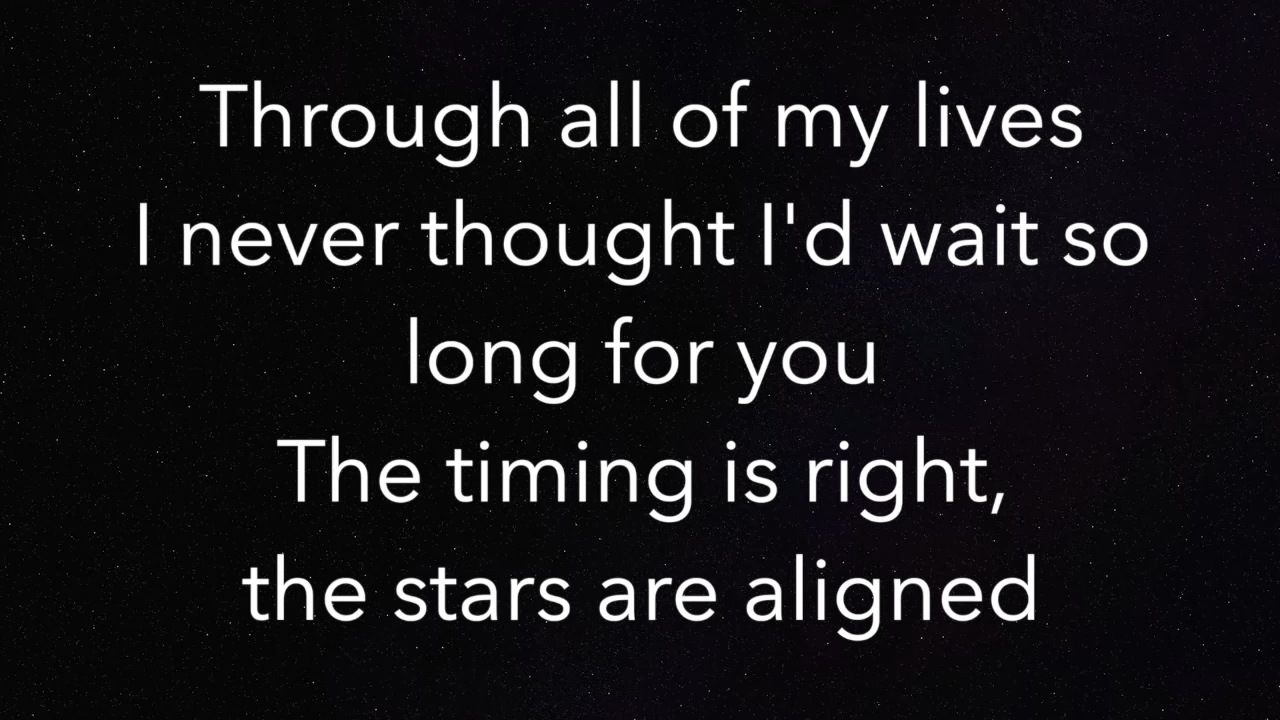 Through all of my lives
I never thought I'd wait so
long for you
The timing is right,
the stars are aligned